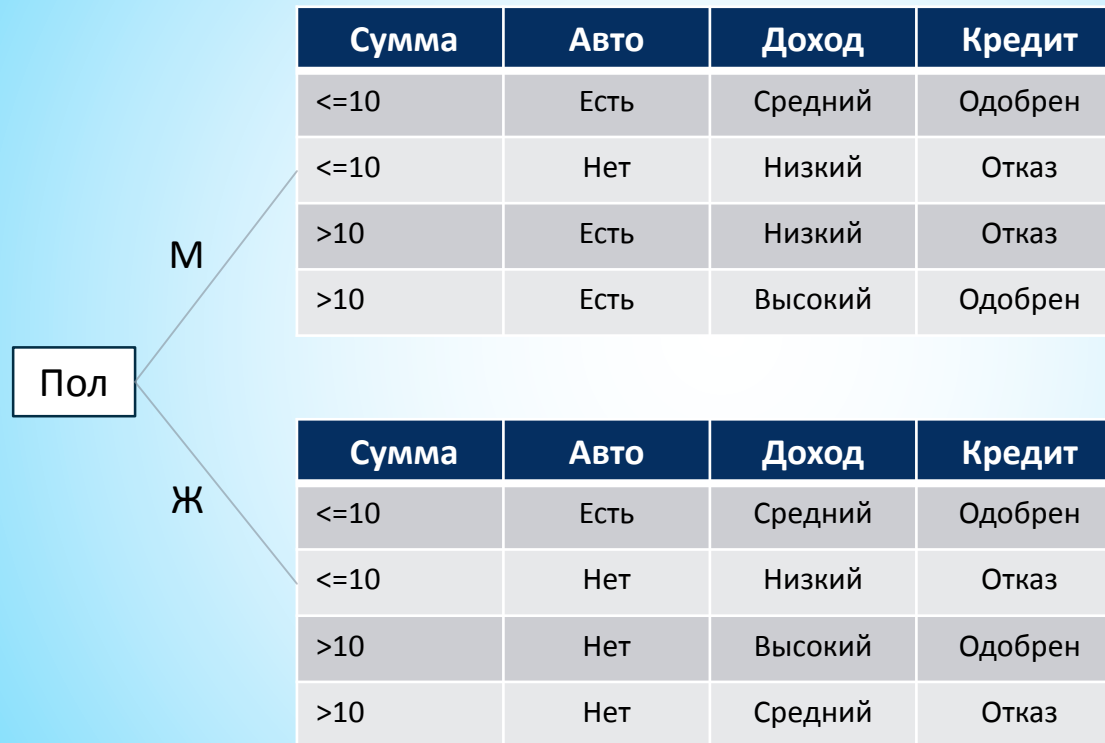 Сумма Авто Доход Кредит
<=10 Есть Средний Одобрен
<=10 Нет Низкий Отказ
>10 Есть Низкий Отказ
>10 Есть Высокий Одобрен
М
Пол
Ж
Сумма Авто Доход Кредит
<=10 Есть Средний Одобрен
<=10 Нет Низкий Отказ
>10 Нет Высокий Одобрен
>10 Нет Средний Отказ